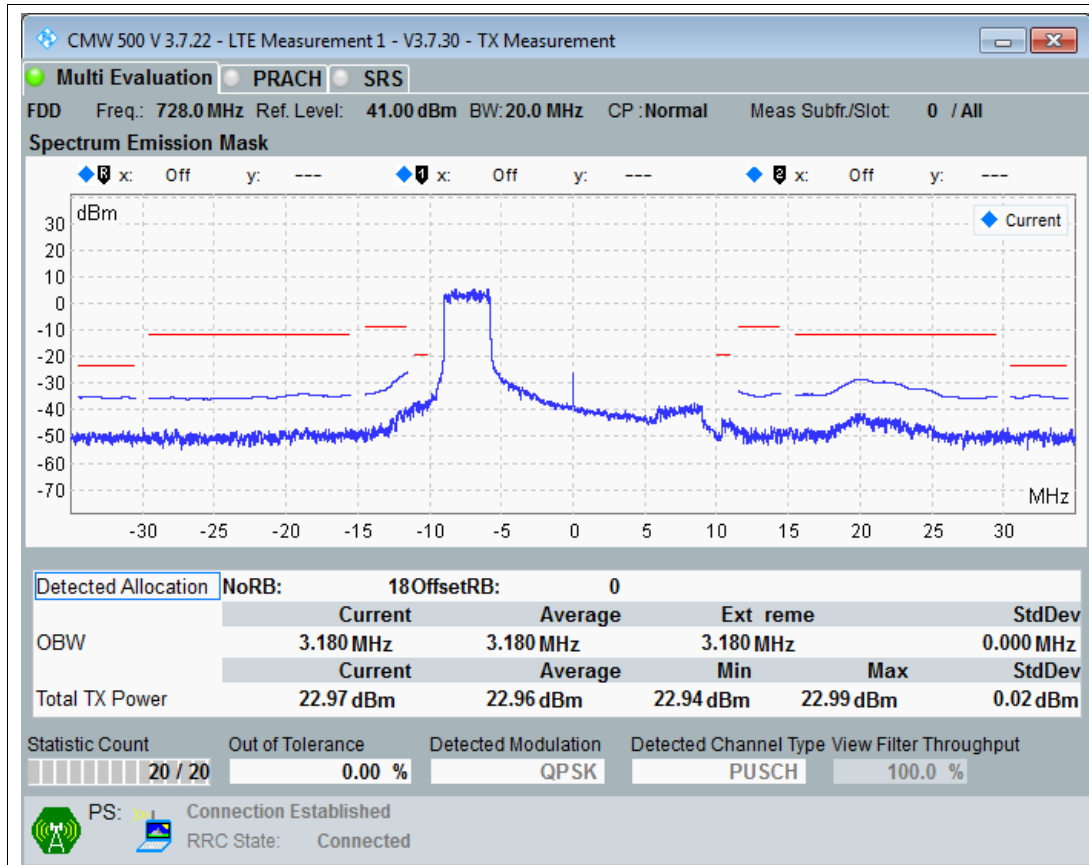 CMW 500 V 3.7.22 - LTE Measurement 1 - V3.7.30 - TX Measurement
Multi Evaluation PRACH SRS
FDD Freq.: 728.0 MHz Ref. Level: 41.00 dBm BW: 20.0 MHz CP : Normal Meas Subfr./Slot: 0 / All
Spectrum Emission Mask
R x: Off y: --- 1 x: Off y: --- 2 x: Off y: ---
dBm
Current
30
20
10
0
-10
-20
-30
-40
-50
-60
-70
MHz
-30 -25 -20 -15 -10 -5 0 5 10 15 20 25 30
Detected Allocation NoRB: 18 OffsetRB: 0
Current Average Ext reme StdDev
OBW 3.180 MHz 3.180 MHz 3.180 MHz 0.000 MHz
Current Average Min Max StdDev
Total TX Power 22.97 dBm 22.96 dBm 22.94 dBm 22.99 dBm 0.02 dBm
Statistic Count Out of Tolerance Detected Modulation Detected Channel Type View Filter Throughput
20 / 20 0.00 % QPSK PUSCH 100.0 %
PS: Connection Established
RRC State: Connected